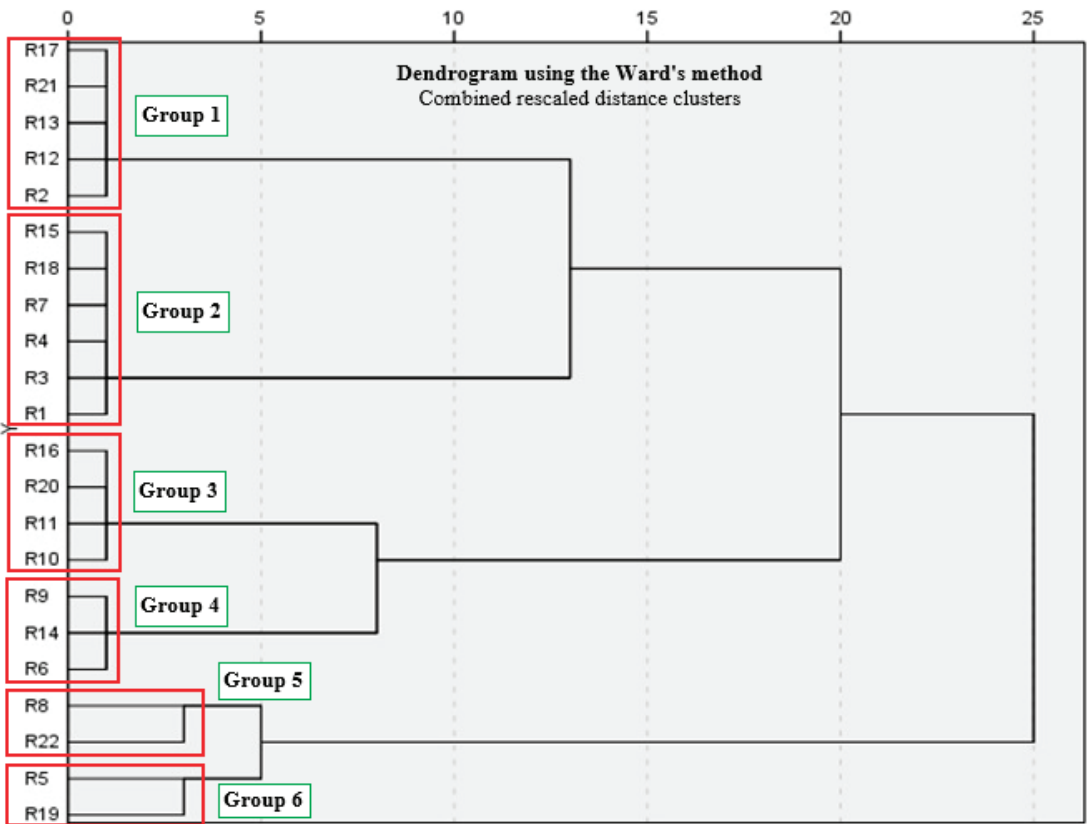 0 5 10 15 20 25
Dendrogram using the Ward's method
Combined rescaled distance clusters
R17
R21
R13
Group 1
R12
R2
R15
R18
R7
Group 2
R4
R3
R1
Y
R16
R20
Group 3
R11
R10
R9
Group 4
R14
R6
Group 5
R8
R22
R5
Group 6
R19